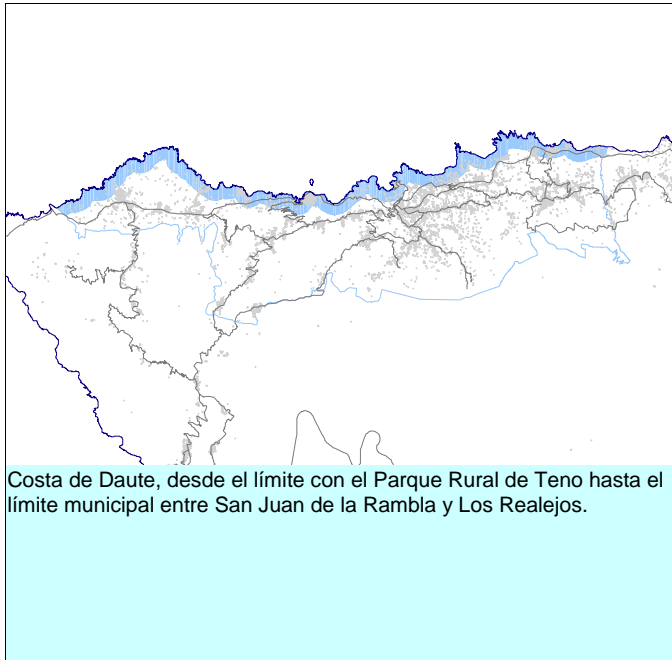 Costa de Daute, desde el límite con el Parque Rural de Teno hasta el
límite municipal entre San Juan de la Rambla y Los Realejos.